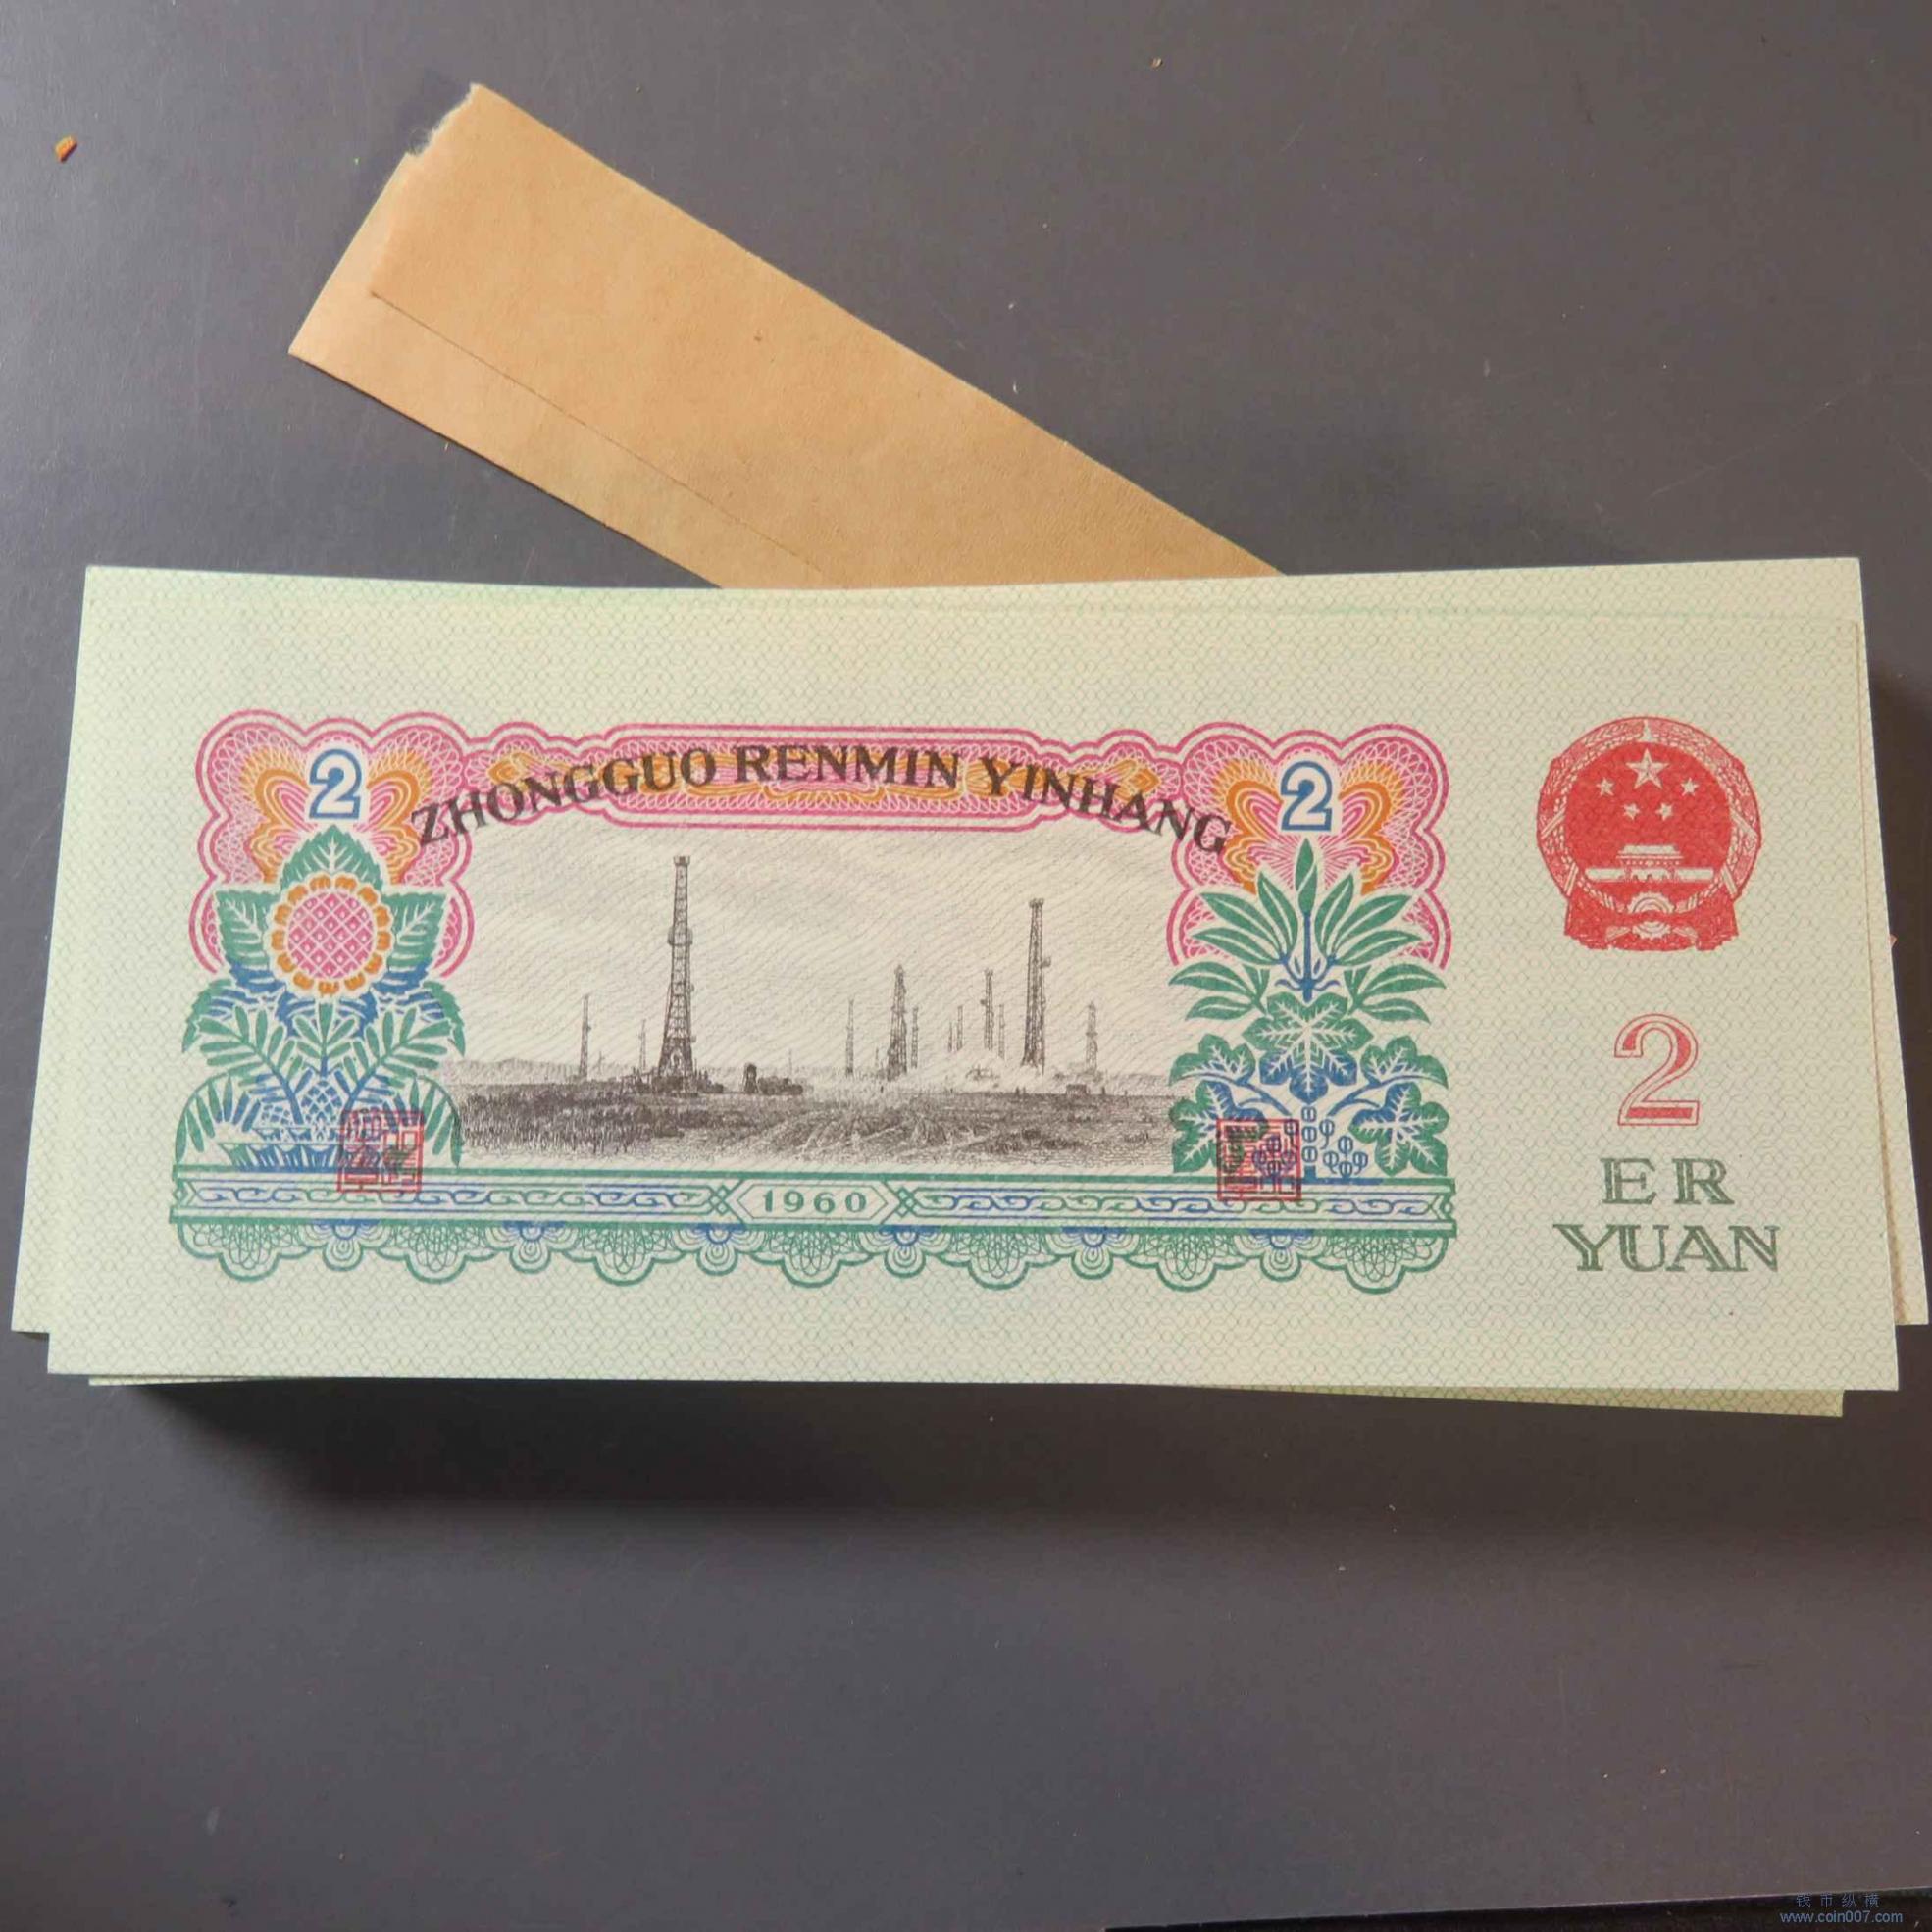 2
2
ZHONGGUO RENMIN YINHANG
2
ER
YUAN
1960
钱币纵横
www.coin007.com